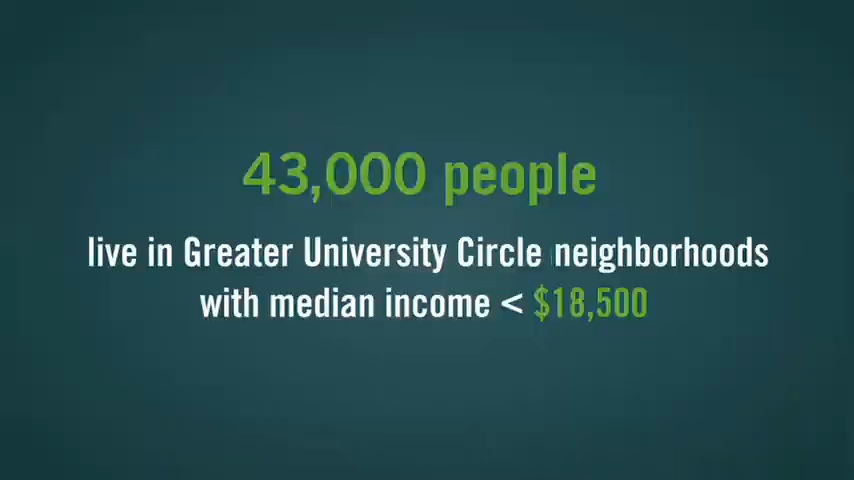 43,000 people
live in Greater University Circle neighborhoods
with median income < $18,500